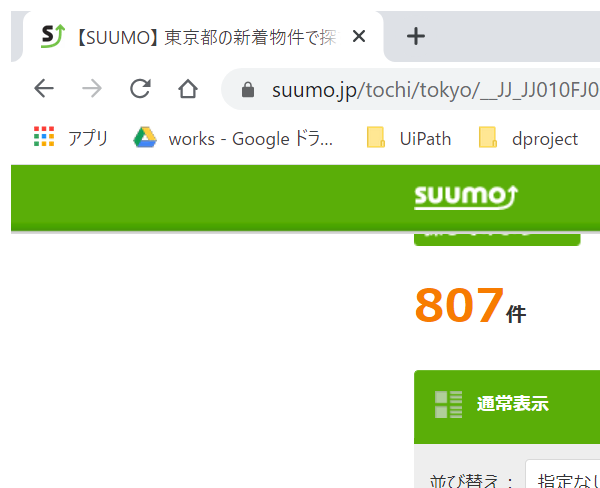 【SUUMO】東京都の新着物件で探
suumo.jp/tochi/tokyo/__JJ_JJ010FJ0
アプリ works - Google ドラ... UiPath dproject
suumo
807件
通常表示
並び替え： 指定なし